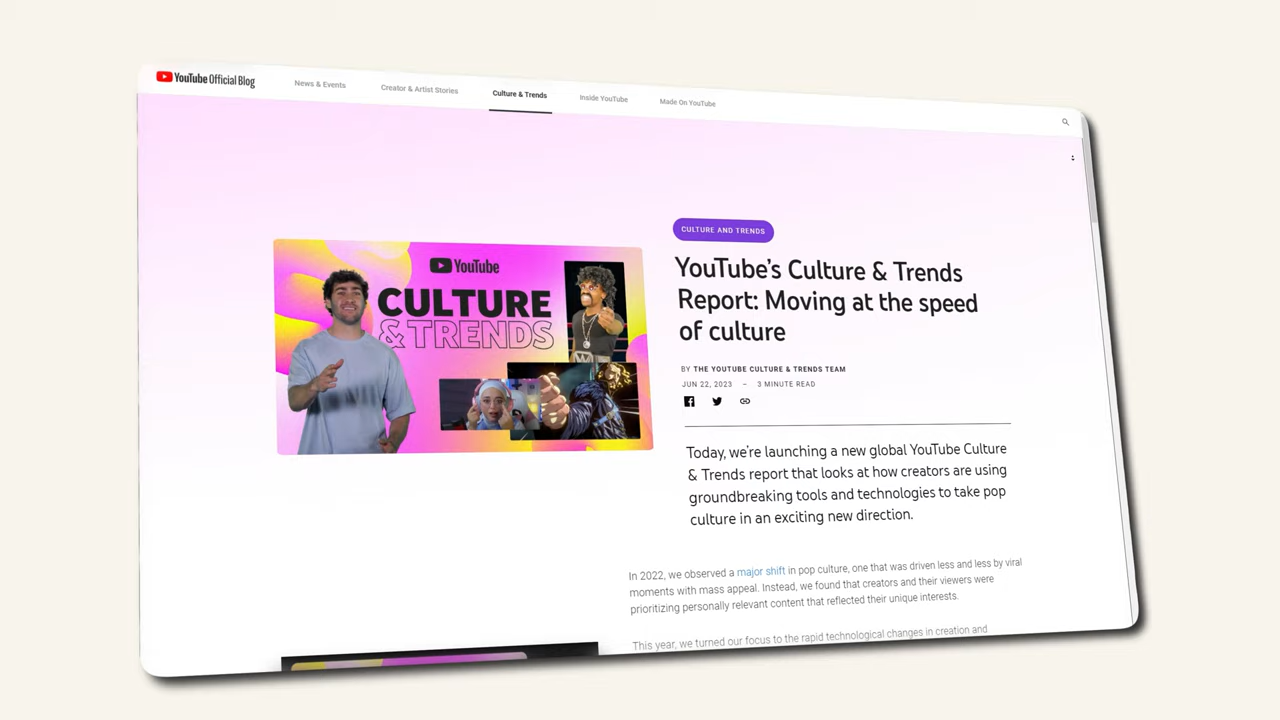 YouTube Official Blog
News & Events
Creator & Artist Stories
Culture & Trends
Inside YouTube
Made On YouTube
YouTube
CULTURE
& TRENDS
CULTURE AND TRENDS
YouTube's Culture & Trends
Report: Moving at the speed
of culture
BY THE YOUTUBE CULTURE & TRENDS TEAM
JUN 22, 2023 – 3 MINUTE READ
Today, we're launching a new global YouTube Culture
& Trends report that looks at how creators are using
groundbreaking tools and technologies to take pop
culture in an exciting new direction.
In 2022, we observed a major shift in pop culture, one that was driven less and less by viral
moments with mass appeal. Instead, we found that creators and their viewers were
prioritizing personally relevant content that reflected their unique interests.
This year, we turned our focus to the rapid technological changes in creation and